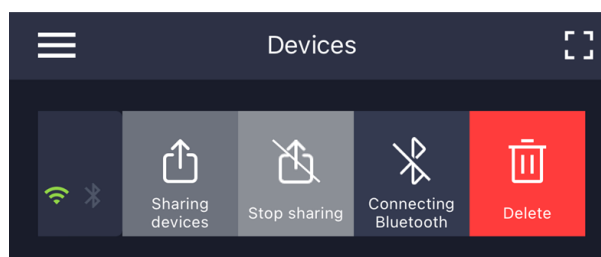 Devices
Sharing
devices
Stop sharing
Connecting
Bluetooth
Delete